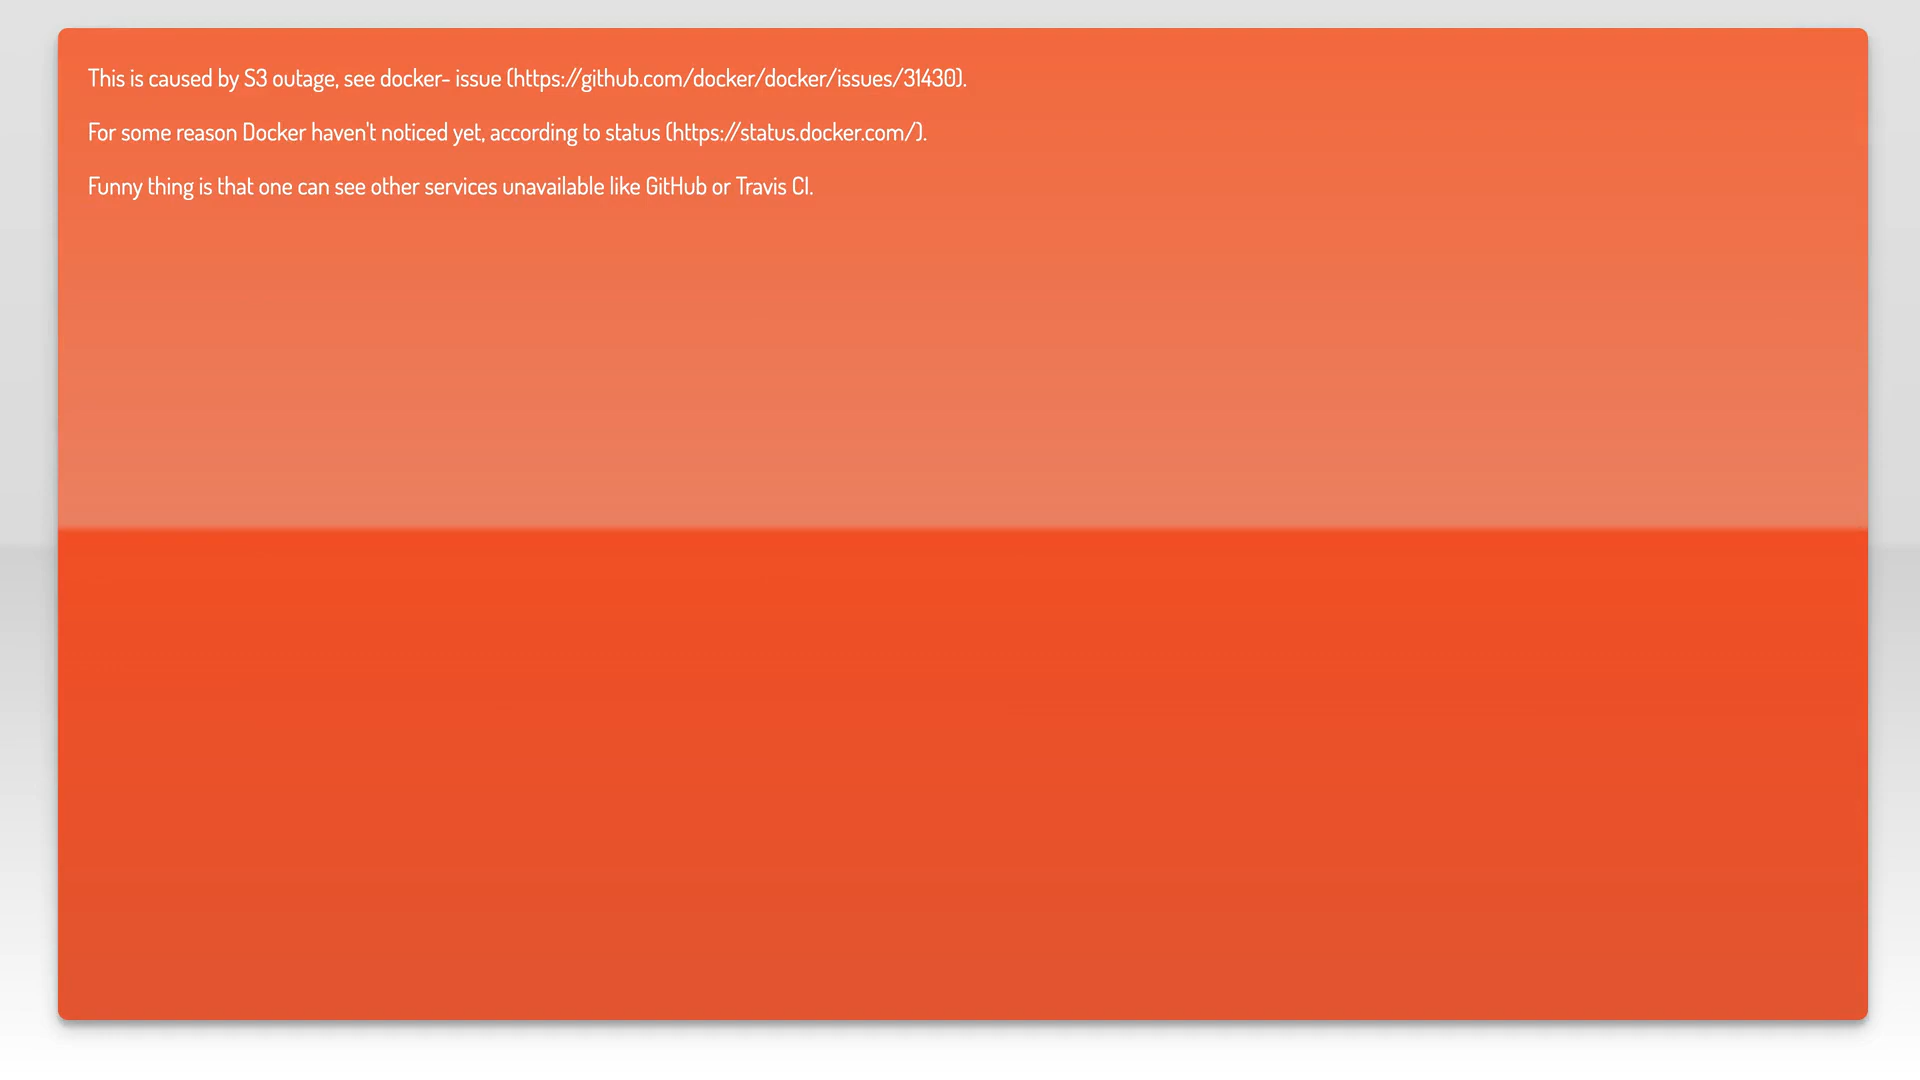 This is caused by S3 outage, see docker- issue (https://github.com/docker/docker/issues/31430).
For some reason Docker haven't noticed yet, according to status (https://status.docker.com/).
Funny thing is that one can see other services unavailable like GitHub or Travis CI.